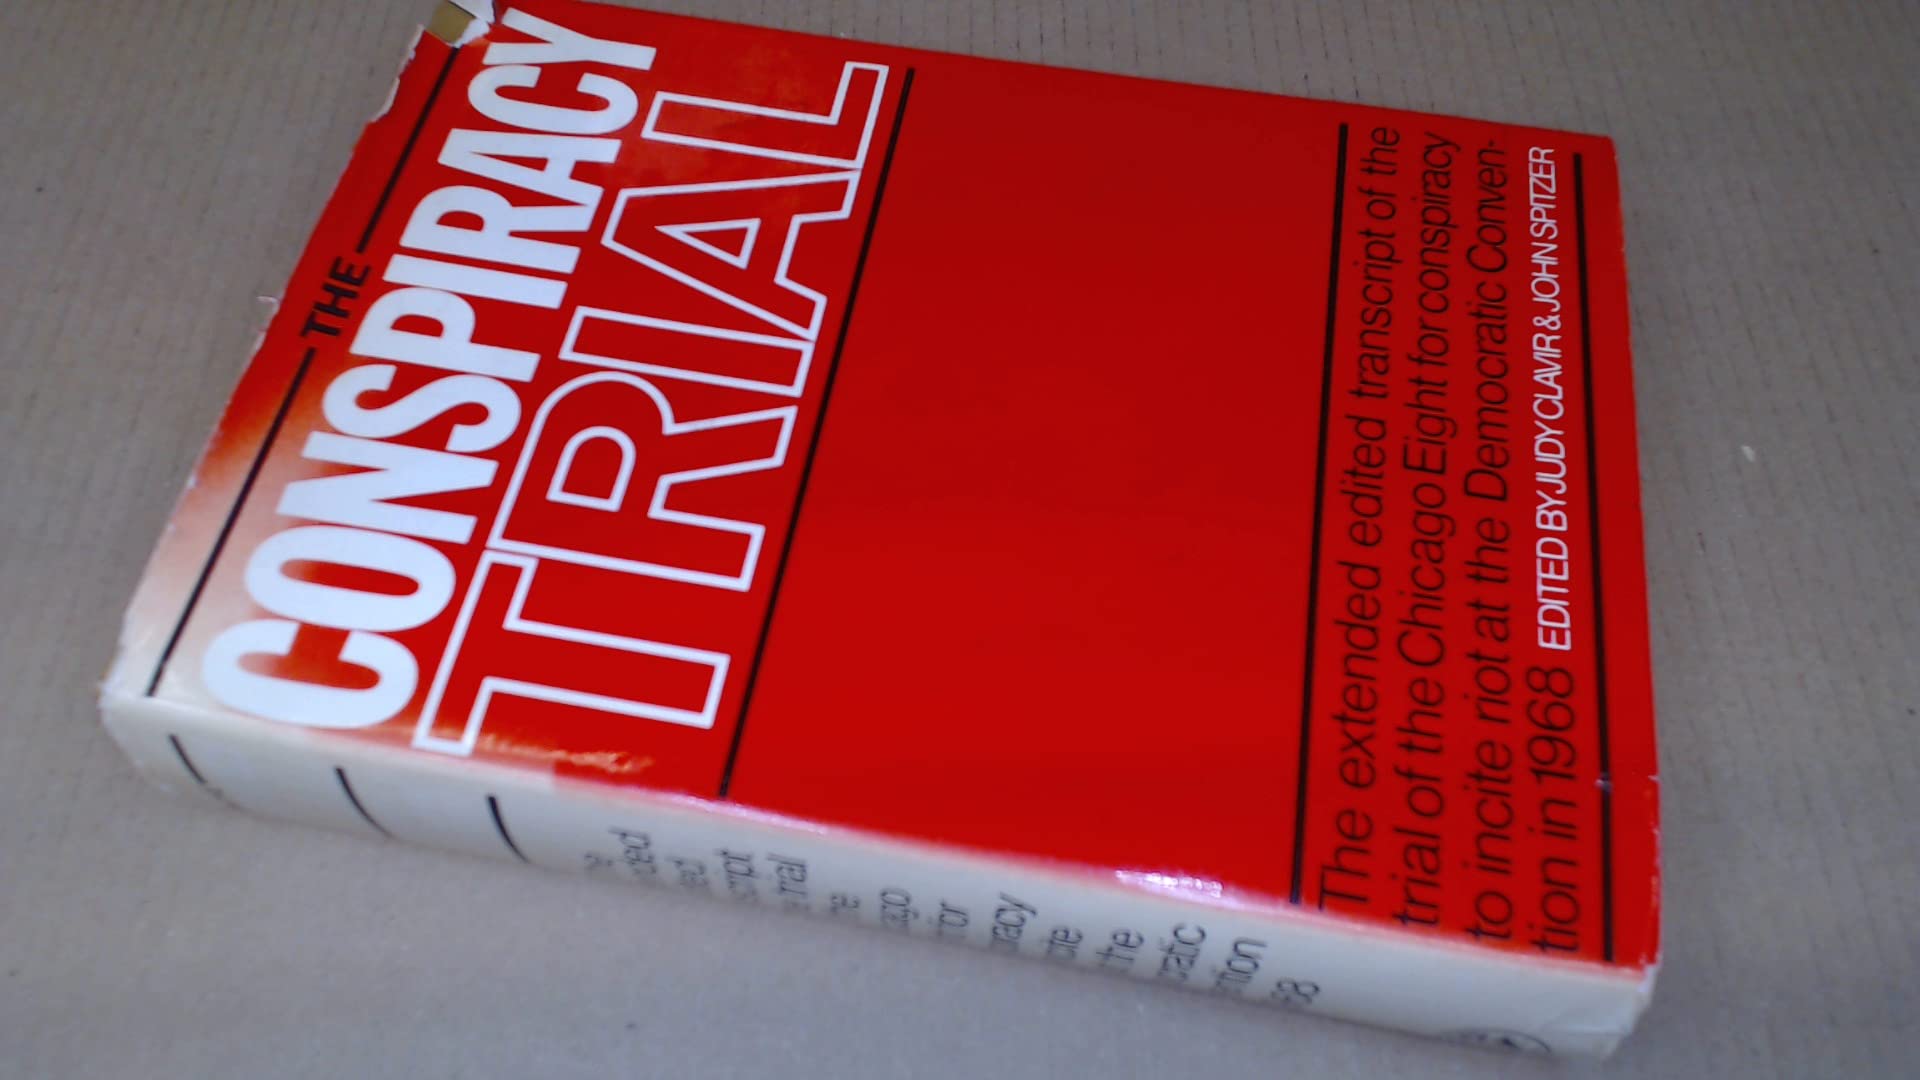 THE
CONSPIRACY
TRIAL
The extended edited transcript of the
trial of the Chicago Eight for conspiracy
to incite riot at the Democratic Conven-
tion in 1968 EDITED BY JUDY CLAVIR & JOHN SPITZER
the